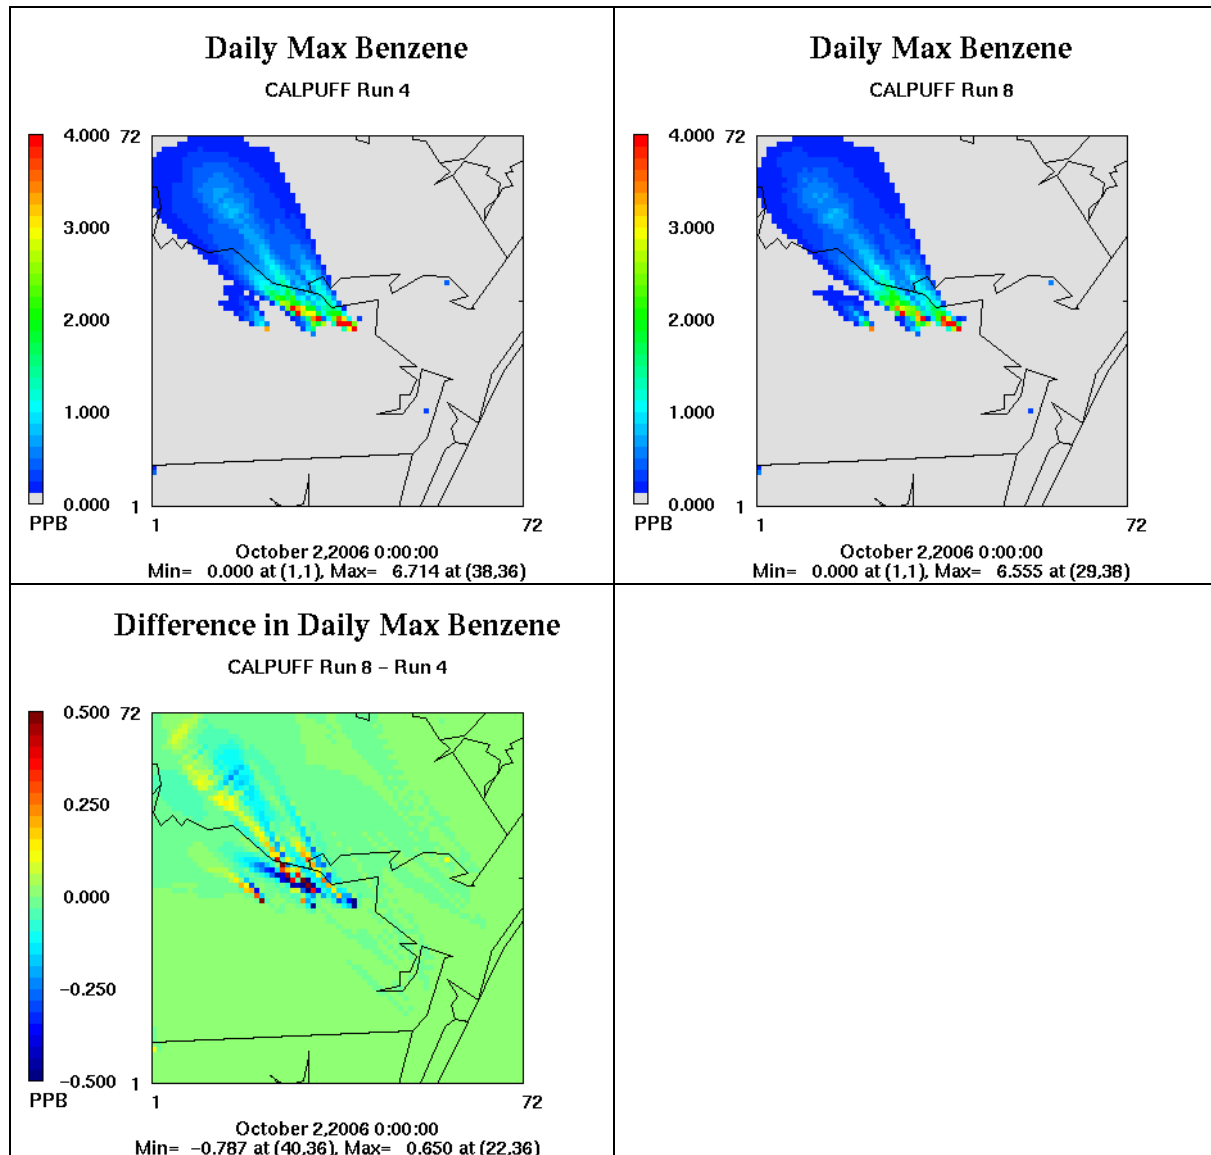 Daily Max Benzene
CALPUFF Run 4
4.000
3.000
2.000
1.000
0.000
PPB
72
1
1
72
October 2,2006 0:00:00
Min= 0.000 at (1,1), Max= 6.714 at (38,36)
Daily Max Benzene
CALPUFF Run 8
4.000
3.000
2.000
1.000
0.000
PPB
72
1
1
72
October 2,2006 0:00:00
Min= 0.000 at (1,1), Max= 6.555 at (29,38)
Difference in Daily Max Benzene
CALPUFF Run 8 – Run 4
0.500
0.250
0.000
−0.250
−0.500
PPB
72
1
1
72
October 2,2006 0:00:00
Min= −0.787 at (40,36), Max= 0.650 at (22,36)